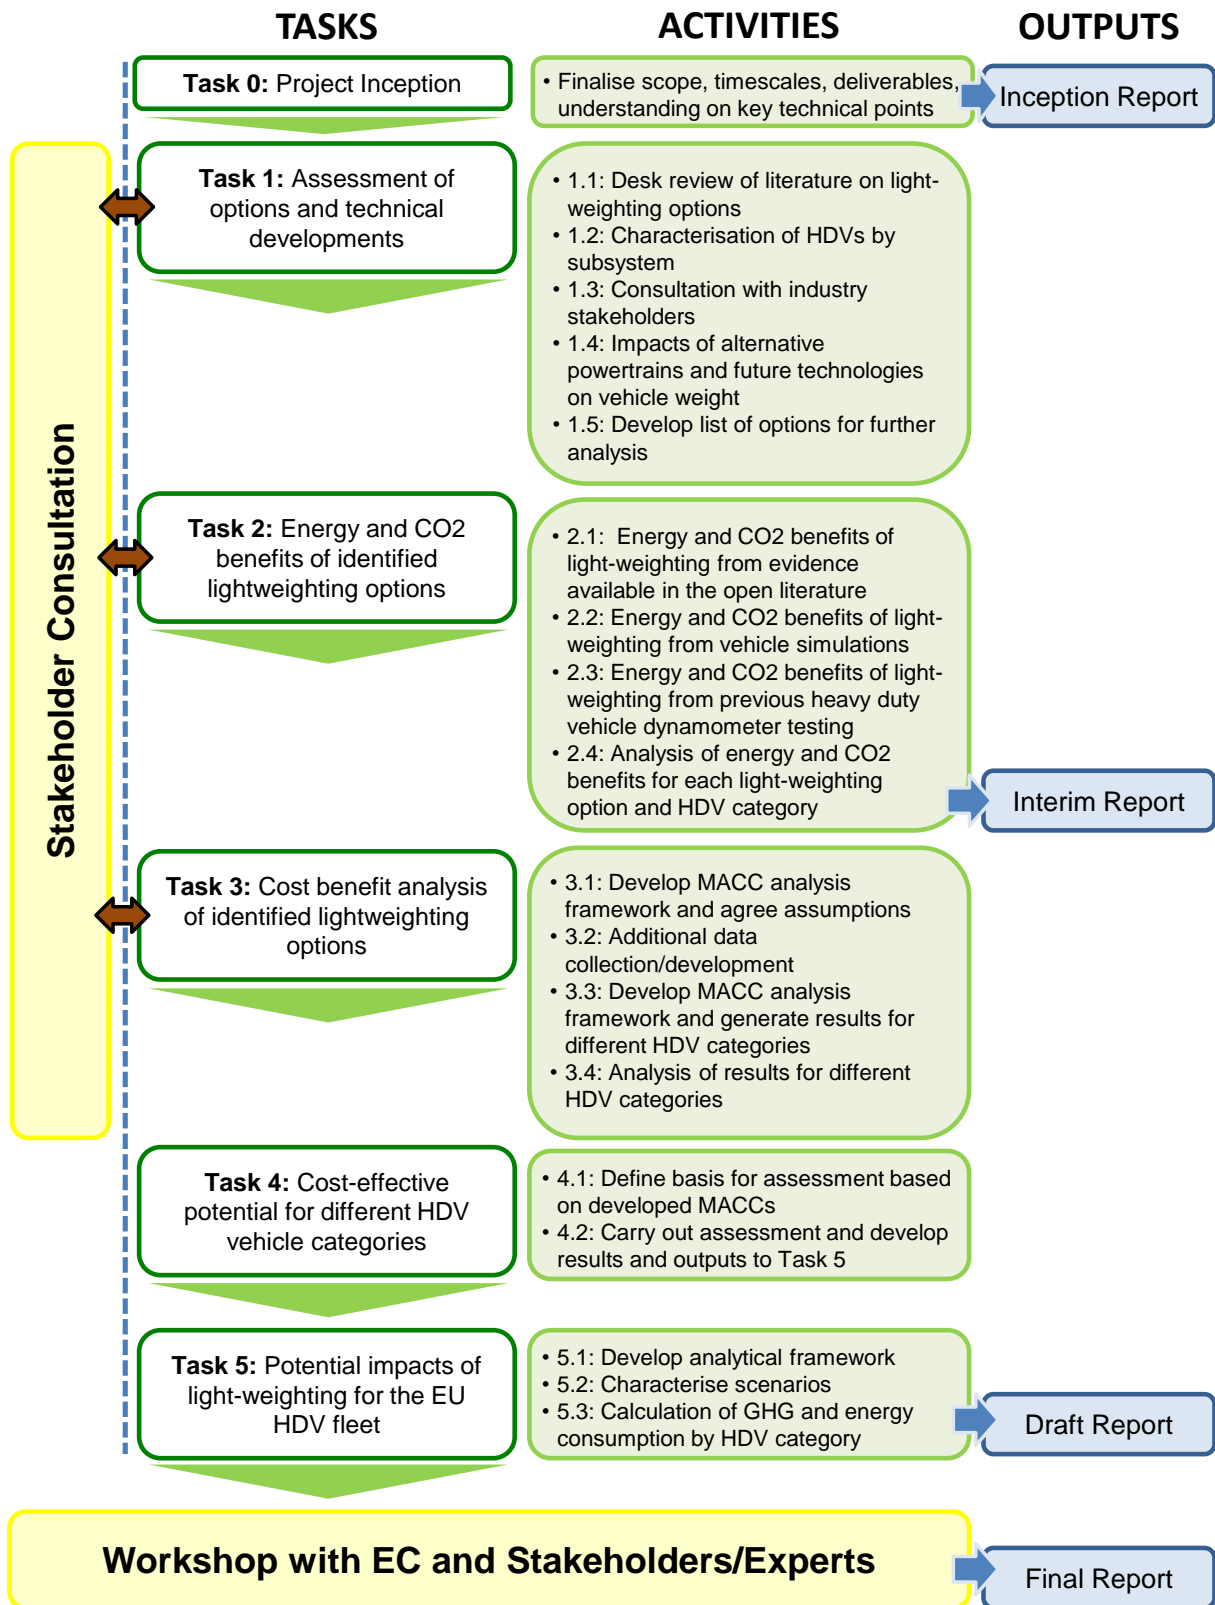 TASKS
ACTIVITIES
OUTPUTS
Task 0: Project Inception
• Finalise scope, timescales, deliverables,
understanding on key technical points
Inception Report
Stakeholder Consultation
Task 1: Assessment of
options and technical
developments
• 1.1: Desk review of literature on light-
weighting options
• 1.2: Characterisation of HDVs by
subsystem
• 1.3: Consultation with industry
stakeholders
• 1.4: Impacts of alternative
powertrains and future technologies
on vehicle weight
• 1.5: Develop list of options for further
analysis
Task 2: Energy and CO2
benefits of identified
lightweighting options
• 2.1: Energy and CO2 benefits of
light-weighting from evidence
available in the open literature
• 2.2: Energy and CO2 benefits of light-
weighting from vehicle simulations
• 2.3: Energy and CO2 benefits of light-
weighting from previous heavy duty
vehicle dynamometer testing
• 2.4: Analysis of energy and CO2
benefits for each light-weighting
option and HDV category
Interim Report
Task 3: Cost benefit analysis
of identified lightweighting
options
• 3.1: Develop MACC analysis
framework and agree assumptions
• 3.2: Additional data
collection/development
• 3.3: Develop MACC analysis
framework and generate results for
different HDV categories
• 3.4: Analysis of results for different
HDV categories
Task 4: Cost-effective
potential for different HDV
vehicle categories
• 4.1: Define basis for assessment based
on developed MACCs
• 4.2: Carry out assessment and develop
results and outputs to Task 5
Task 5: Potential impacts of
light-weighting for the EU
HDV fleet
• 5.1: Develop analytical framework
• 5.2: Characterise scenarios
• 5.3: Calculation of GHG and energy
consumption by HDV category
Draft Report
Workshop with EC and Stakeholders/Experts
Final Report